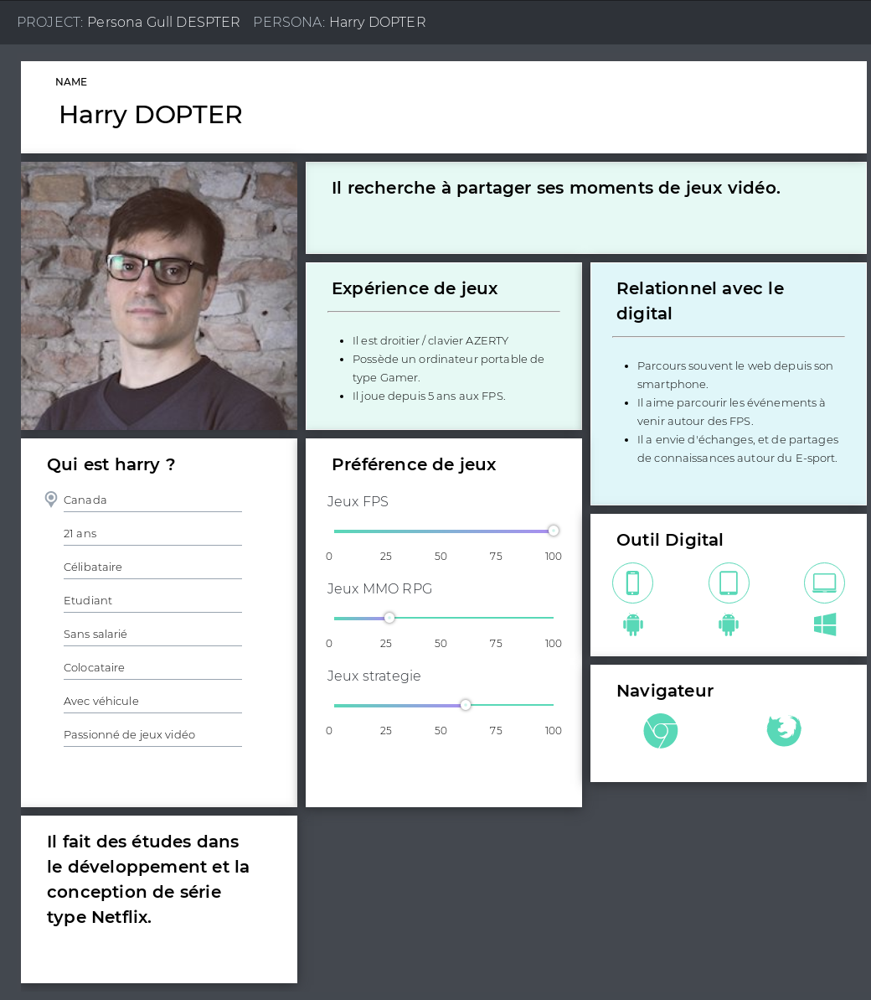 PROJECT: Persona Gull DESPTER PERSONA: Harry DOPTER
NAME
Harry DOPTER
Il recherche à partager ses moments de jeux vidéo.
Expérience de jeux
Il est droitier / clavier AZERTY
Possède un ordinateur portable de
type Gamer.
Il joue depuis 5 ans aux FPS.
Relationnel avec le
digital
Parcours souvent le web depuis son
smartphone.
Il aime parcourir les événements à
venir autour des FPS.
Il a envie d'échanges, et de partages
de connaissances autour du E-sport.
Qui est harry ?
Canada
21 ans
Célibataire
Etudiant
Sans salarié
Colocataire
Avec véhicule
Passionné de jeux vidéo
Préférence de jeux
Jeux FPS
0 25 50 75 100
Jeux MMO RPG
0 25 50 75 100
Jeux strategie
0 25 50 75 100
Outil Digital
Navigateur
Il fait des études dans
le développement et la
conception de série
type Netflix.